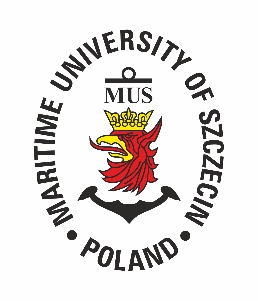 MARITIME UNIVERSITY OF SZCZECIN
MUS
• POLAND •